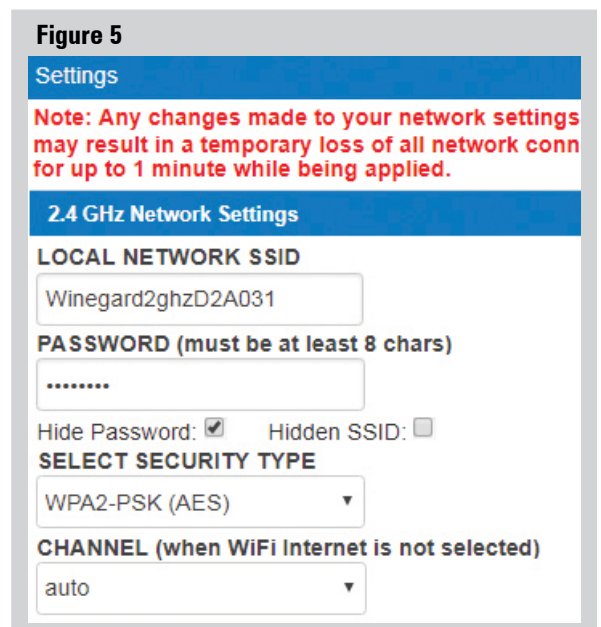 Figure 5
Settings
Note: Any changes made to your network settings
may result in a temporary loss of all network conn
for up to 1 minute while being applied.
2.4 GHz Network Settings
LOCAL NETWORK SSID
Winegard2ghzD2A031
PASSWORD (must be at least 8 chars)
••••••••
Hide Password: Hidden SSID:
SELECT SECURITY TYPE
WPA2-PSK (AES)
CHANNEL (when WiFi Internet is not selected)
auto